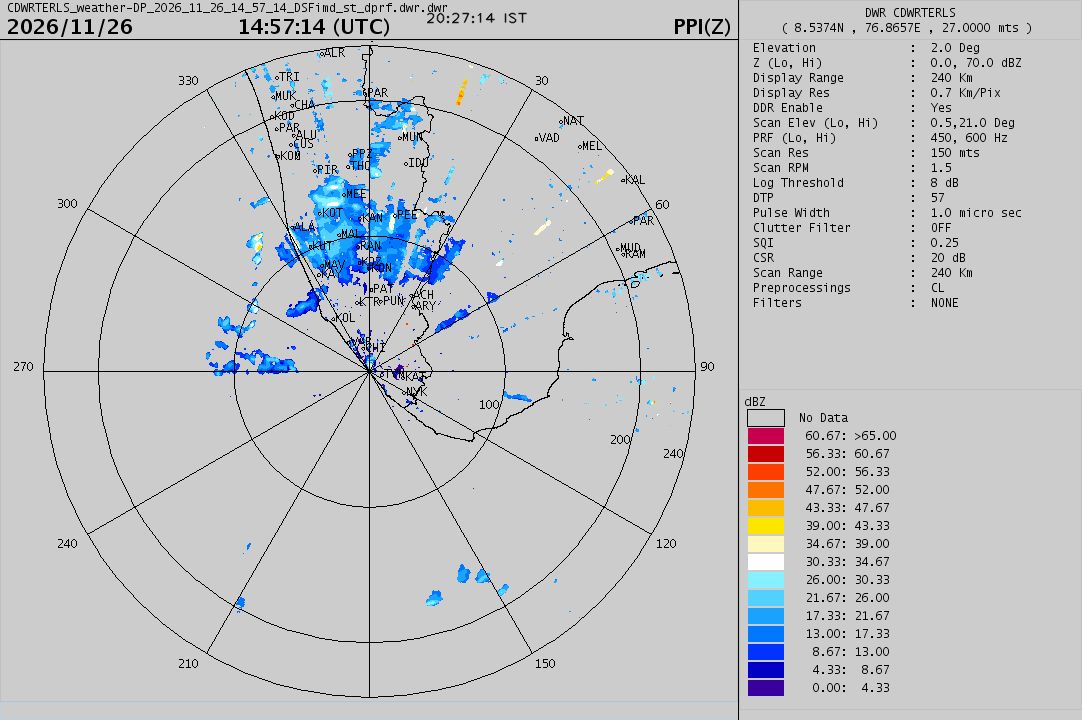 CDWRTERLS_weather-DP_2026_11_26_14_57_14_DSFimd_st_dprf.dwr.dwr
2026/11/26 14:57:14 (UTC) 20:27:14 IST PPI(Z)
DWR CDWRTERLS
( 8.5374N , 76.8657E , 27.0000 mts )
Elevation : 2.0 Deg
Z (Lo, Hi) : 0.0, 70.0 dBZ
Display Range : 240 Km
Display Res : 0.7 Km/Pix
DDR Enable : Yes
Scan Elev (Lo, Hi) : 0.5,21.0 Deg
PRF (Lo, Hi) : 450, 600 Hz
Scan Res : 150 mts
Scan RPM : 1.5
Log Threshold : 8 dB
DTP : 57
Pulse Width : 1.0 micro sec
Clutter Filter : OFF
SQI : 0.25
CSR : 20 dB
Scan Range : 240 Km
Preprocessings : CL
Filters : NONE
dBZ
No Data
60.67: >65.00
56.33: 60.67
52.00: 56.33
47.67: 52.00
43.33: 47.67
39.00: 43.33
34.67: 39.00
30.33: 34.67
26.00: 30.33
21.67: 26.00
17.33: 21.67
13.00: 17.33
8.67: 13.00
4.33: 8.67
0.00: 4.33
ALR
330 TRI 30
MUK PAR
CHA
KOD NAT
PAR ALU MUN VAD
CUS MEL
KOM PPZ
THO IDU
PIR KAL
MEE
300 60
KOT KAN PEE PAR
ALA MAL
KUT RAN MUD
RAM
MAV KON
KAY
PAT ACH
KTR PUN ARY
KOL
VAR
CHI
270 90
KAT
NYK
100
200
240
240 120
210 150